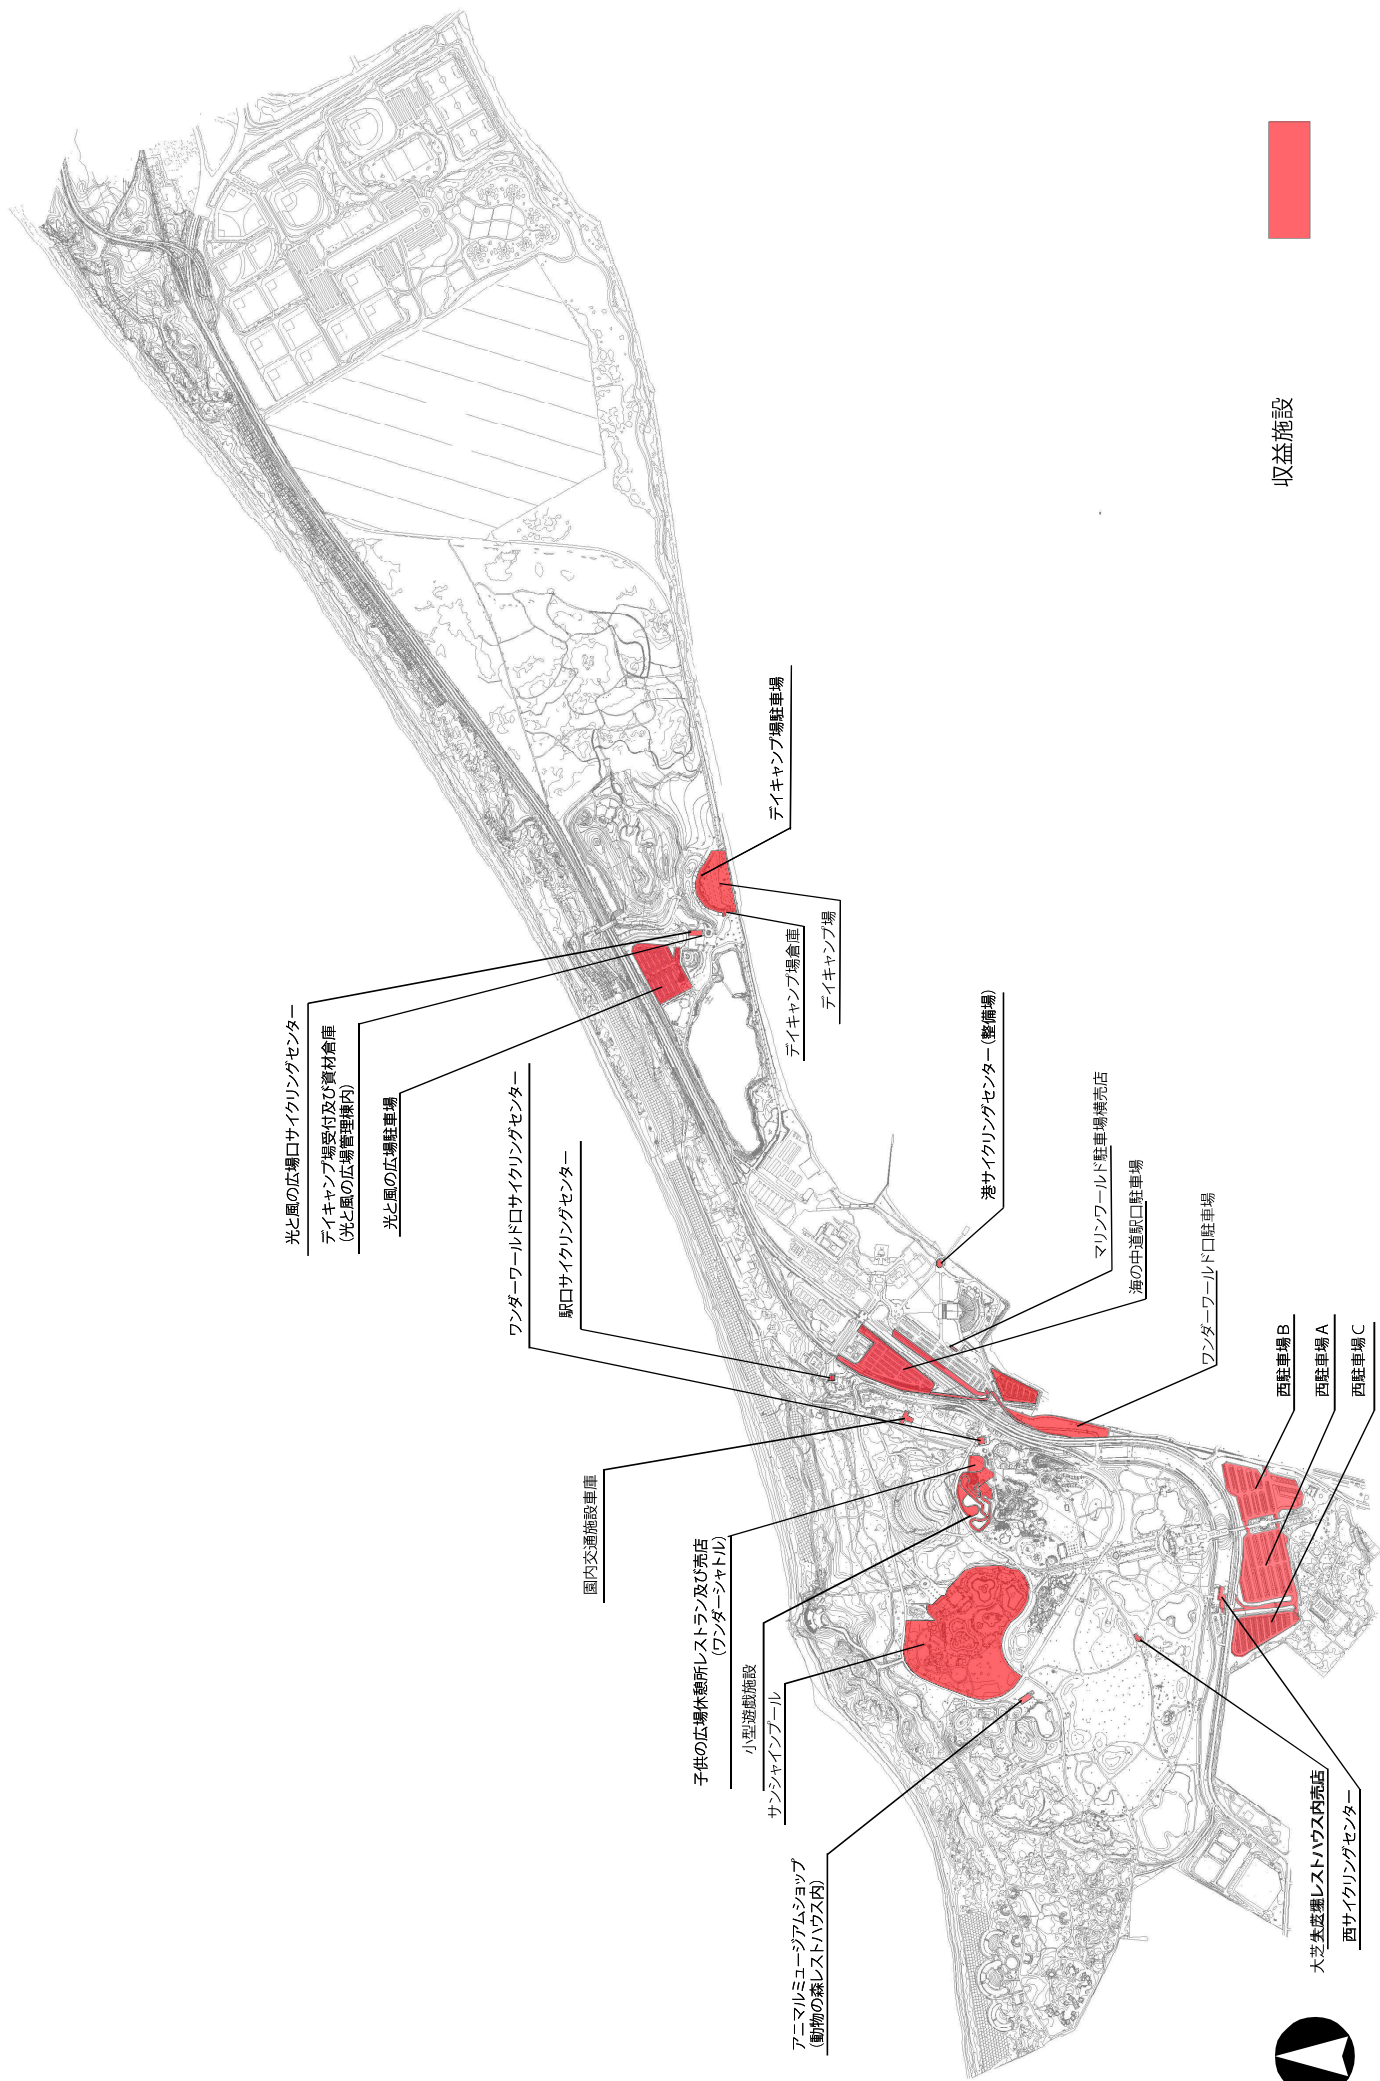 収益施設
光と風の広場口サイクリングセンター
デイキャンプ場受付及び資材倉庫
(光と風の広場管理棟内)
光と風の広場駐車場
ワンダーワールド口サイクリングセンター
駅口サイクリングセンター
園内交通施設車庫
子供の広場休憩所レストラン及び売店
(ワンダーシャトル)
小型遊戯施設
サンシャインプール
アニマルミュージアムショップ
(動物の森レストハウス内)
デイキャンプ場駐車場
デイキャンプ場倉庫
デイキャンプ場
港サイクリングセンター(整備場)
マリンワールド駐車場横売店
海の中道駅口駐車場
ワンダーワールド口駐車場
西駐車場B
西駐車場A
西駐車場C
レストハウス内売店
西サイクリングセンター